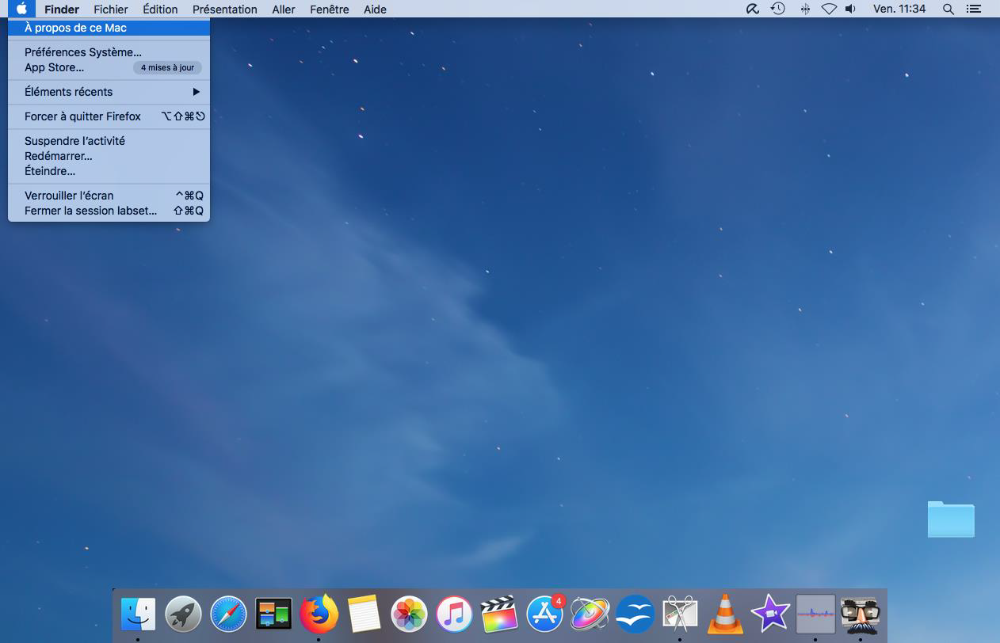 Finder Fichier Édition Présentation Aller Fenêtre Aide Ven. 11:34
À propos de ce Mac
Préférences Système...
App Store... 4 mises à jour
Éléments récents
Forcer à quitter Firefox ⌥⇧⌘⎋
Suspendre l'activité
Redémarrer...
Éteindre...
Verrouiller l'écran ^⌘Q
Fermer la session labset... ⇧⌘Q
4